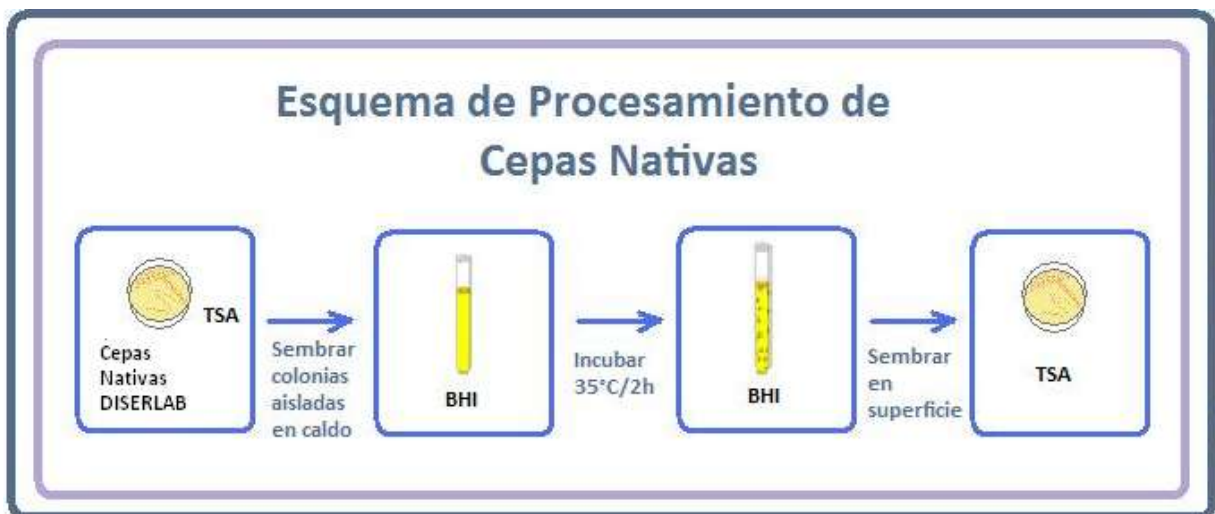 Esquema de Procesamiento de
Cepas Nativas
TSA
Cepas
Nativas
DISERLAB
Sembrar
colonias
aisladas
en caldo
BHI
Incubar
35°C/2h
BHI
Sembrar
en
superficie
TSA